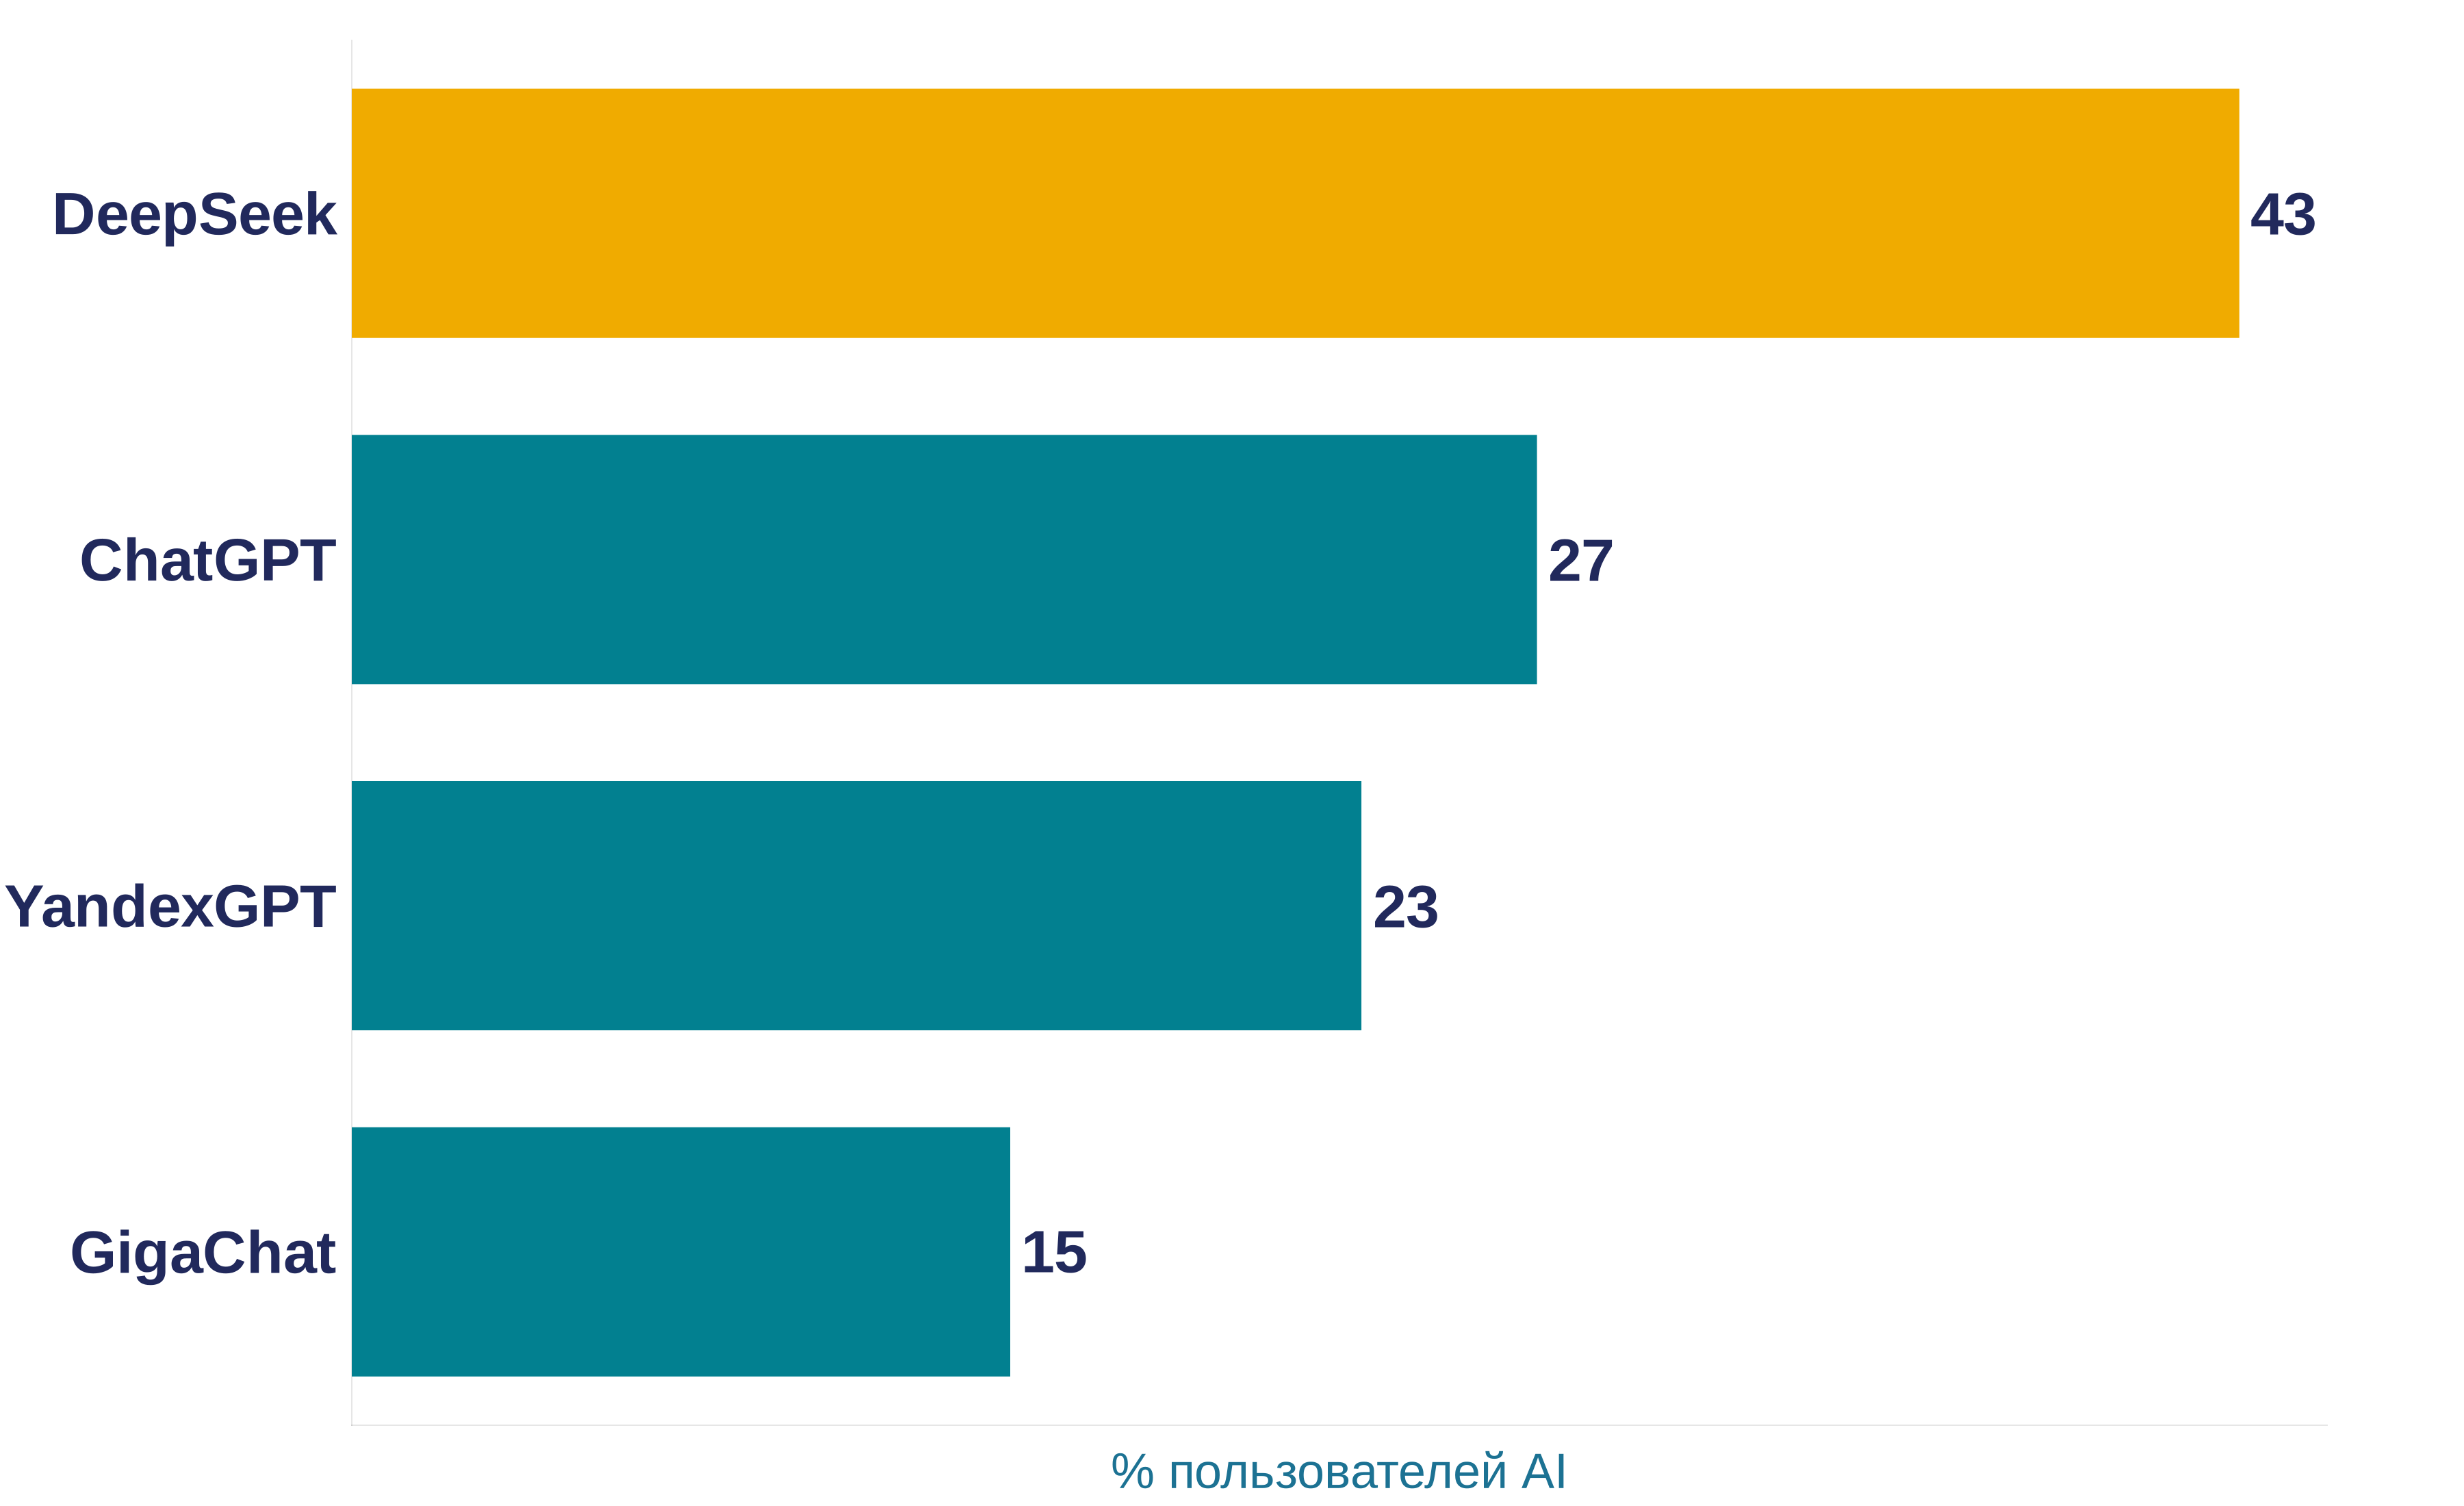 DeepSeek 43
ChatGPT 27
YandexGPT 23
GigaChat 15
% пользователей AI